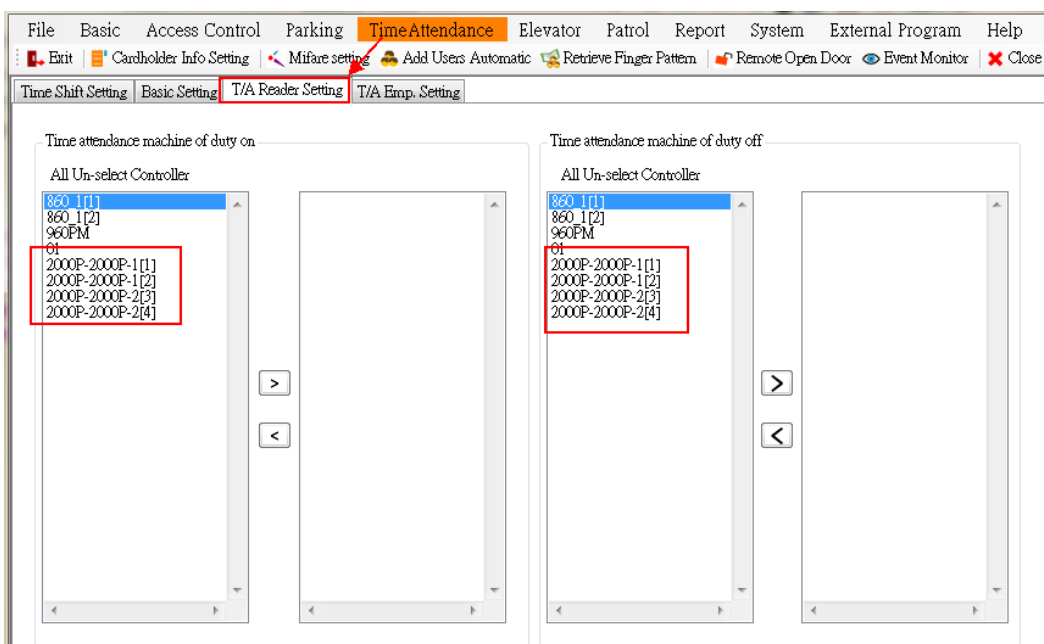 File Basic Access Control Parking TimeAttendance Elevator Patrol Report System External Program Help
Exit Cardholder Info Setting Mifare setting Add Users Automatic Retrieve Finger Pattern Remote Open Door Event Monitor Close
Time Shift Setting Basic Setting T/A Reader Setting T/A Emp. Setting
Time attendance machine of duty on
All Un-select Controller
860_1[1]
860_1[2]
960PM
01
2000P-2000P-1[1]
2000P-2000P-1[2]
2000P-2000P-2[3]
2000P-2000P-2[4]
>
<
Time attendance machine of duty off
All Un-select Controller
860_1[1]
860_1[2]
960PM
01
2000P-2000P-1[1]
2000P-2000P-1[2]
2000P-2000P-2[3]
2000P-2000P-2[4]
>
<